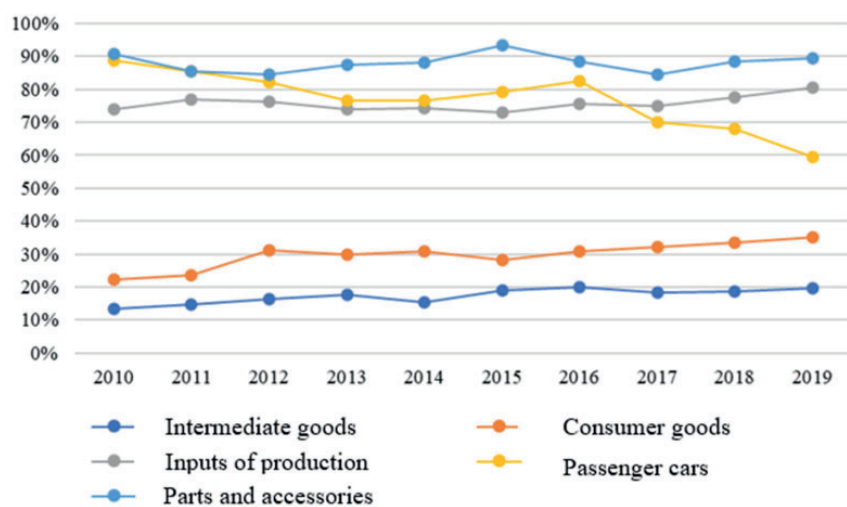 100%
90%
80%
70%
60%
50%
40%
30%
20%
10%
0%
2010 2011 2012 2013 2014 2015 2016 2017 2018 2019
Intermediate goods Consumer goods
Inputs of production Passenger cars
Parts and accessories